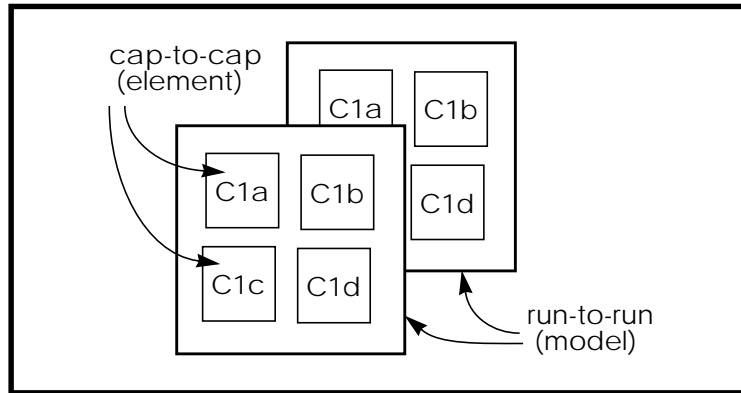 cap-to-cap
(element)
C1a
C1b
C1a
C1b
C1d
C1c
C1d
run-to-run
(model)